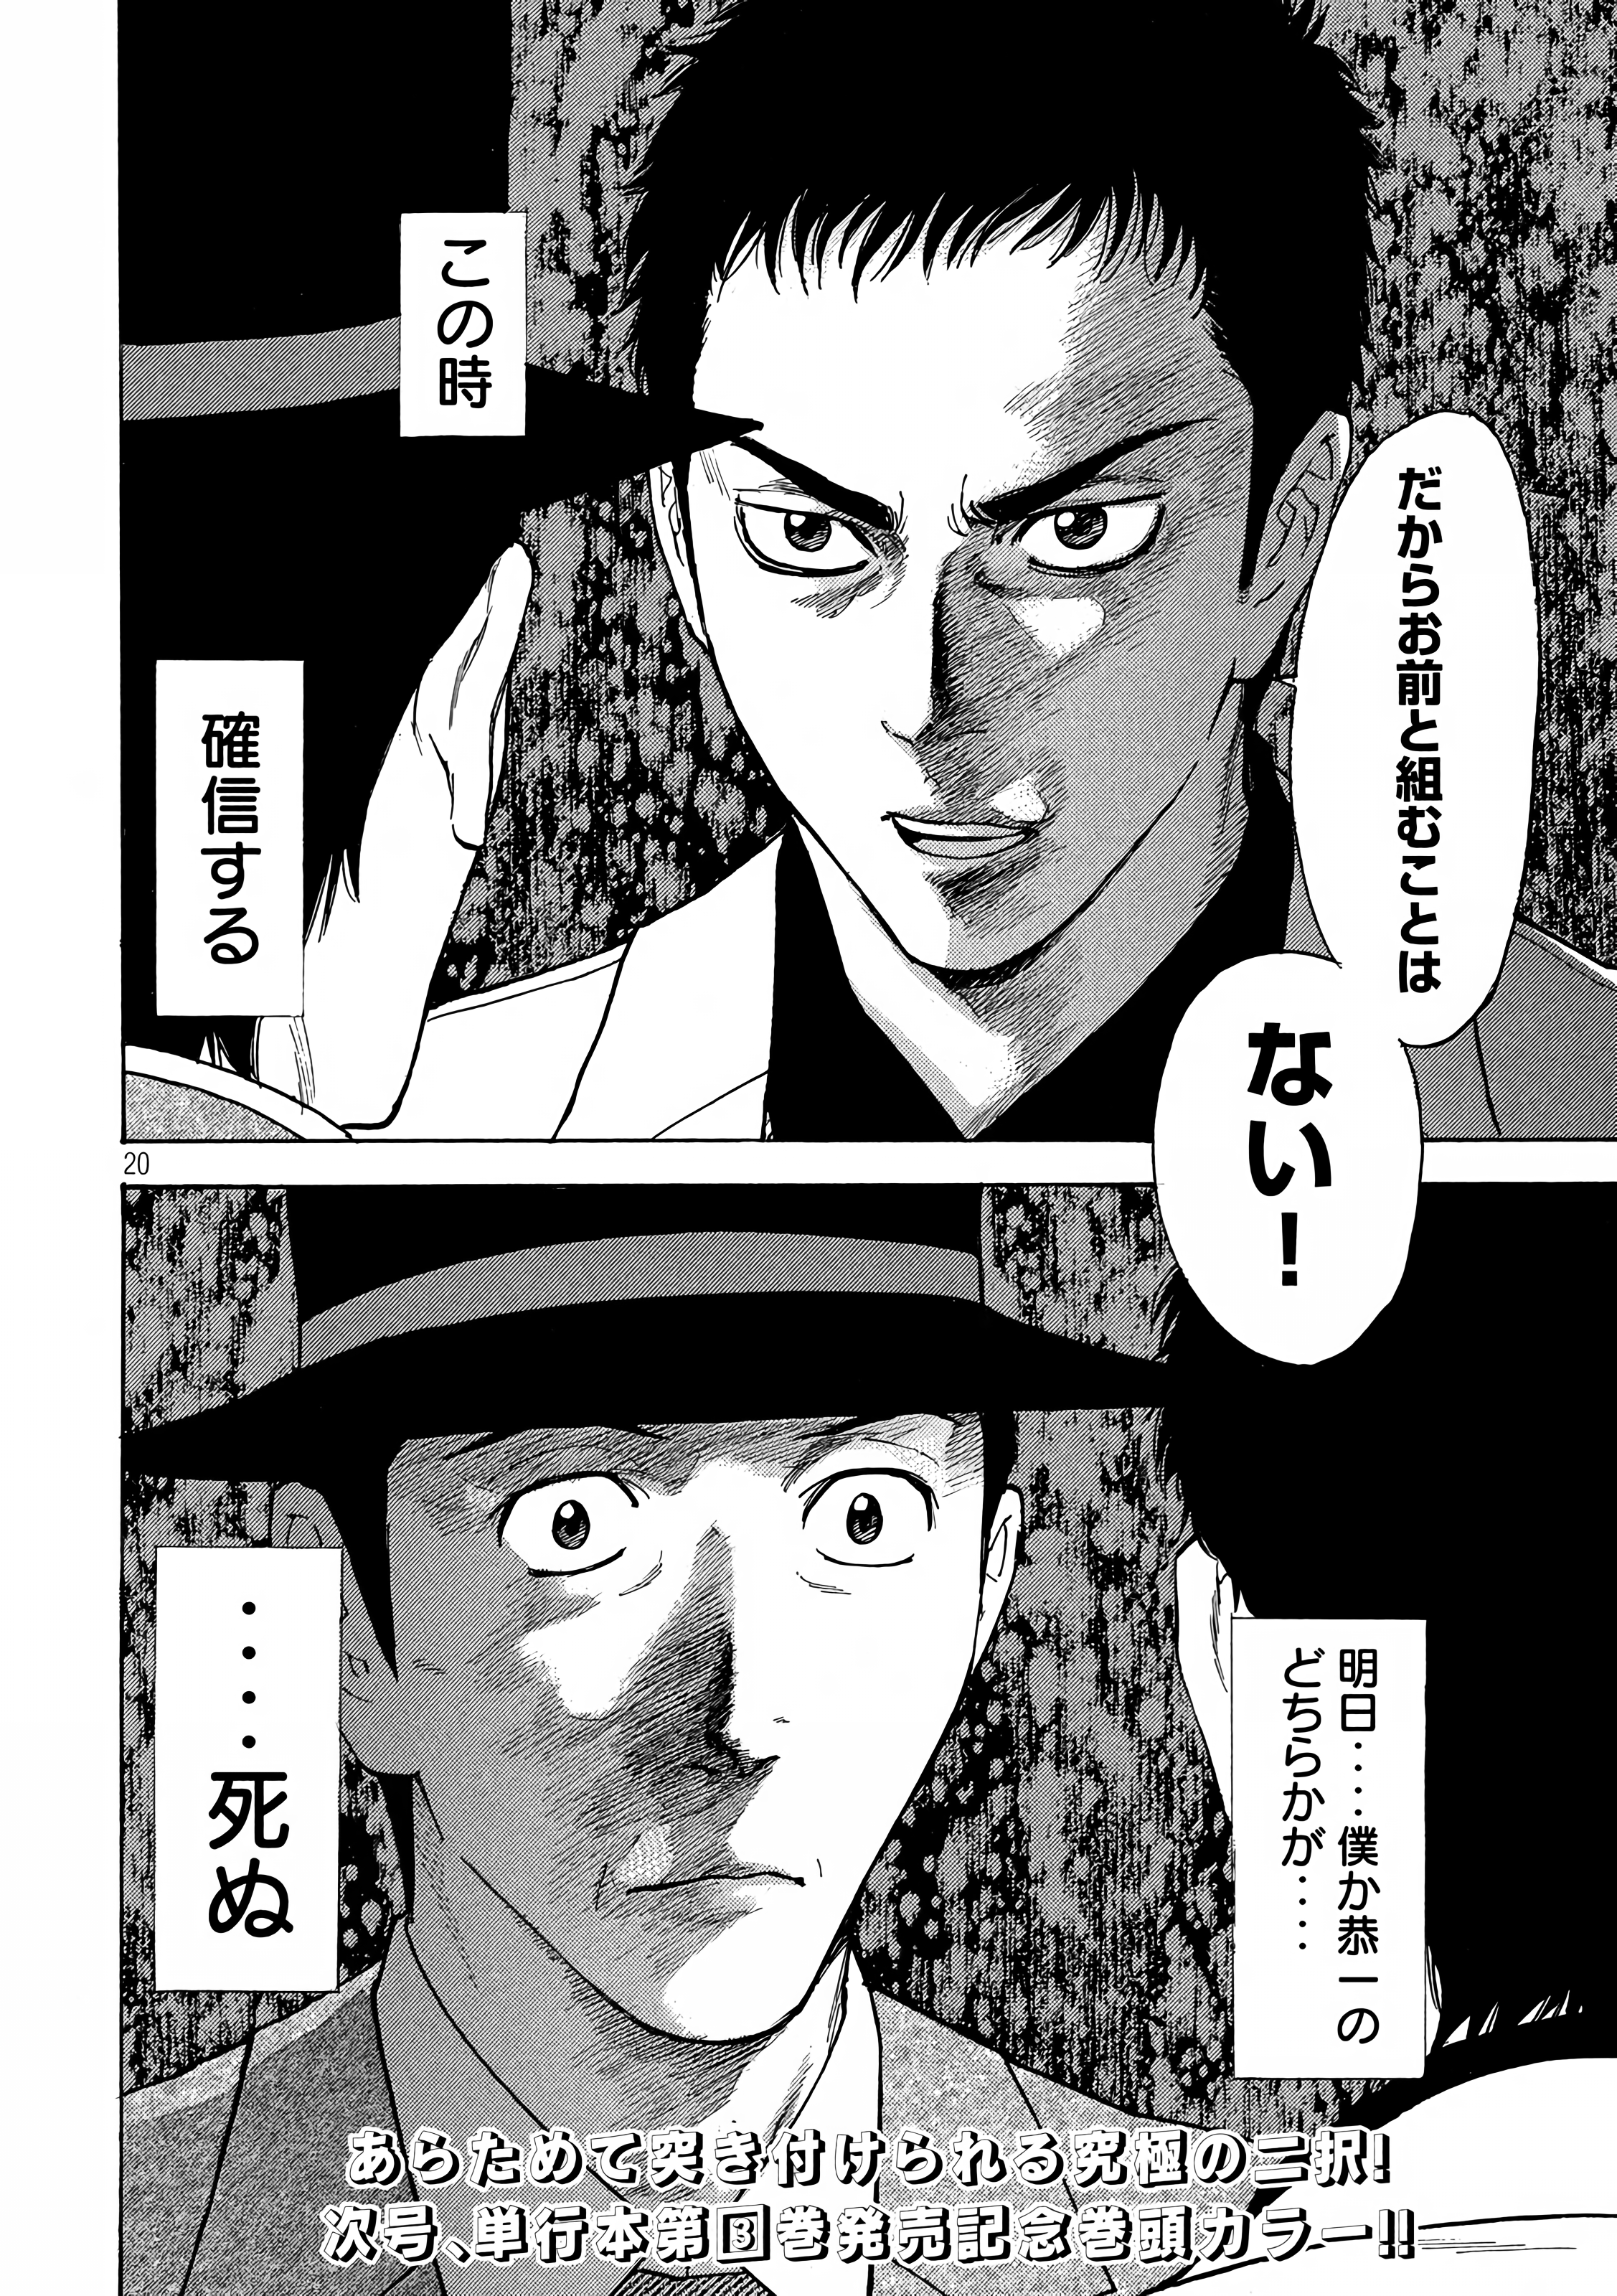 だからお前と組むことは
ない!
この時
確信する
20
明日‥‥僕か恭一の
どちらかが‥‥
‥‥死ぬ
あらためて突き付けられる究極の二択!
次号、単行本第3巻発売記念巻頭カラー!!